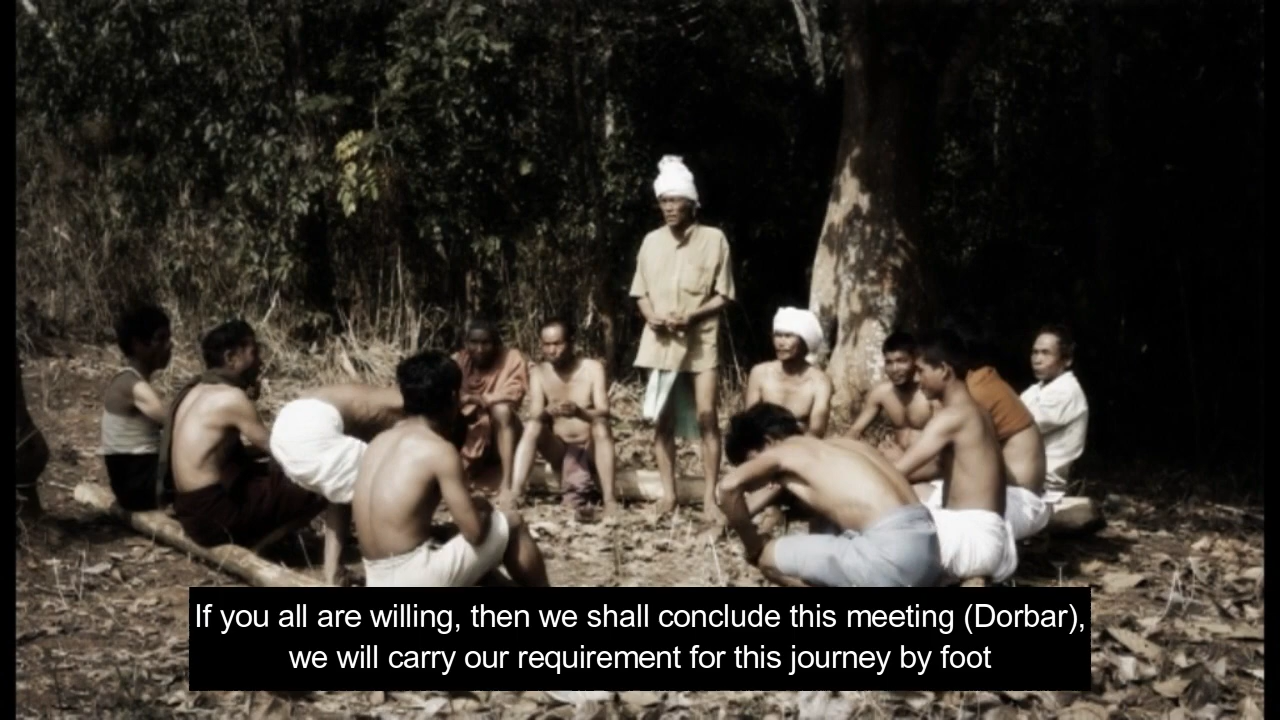 If you all are willing, then we shall conclude this meeting (Dorbar),
we will carry our requirement for this journey by foot